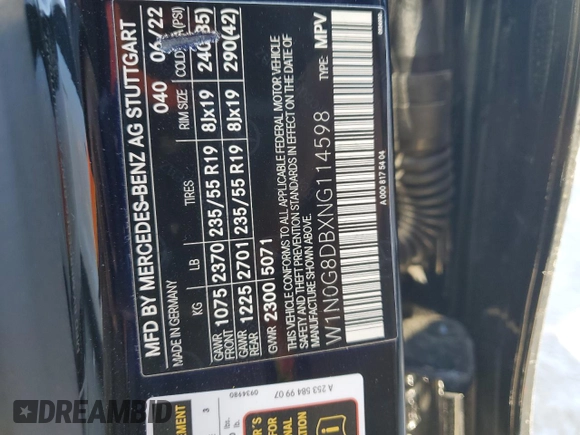 MFD BY MERCEDES-BENZ AG STUTTGART
MADE IN GERMANY 040 06/22
KG LB TIRES RIM SIZE COLD (PSI)
GAWR FRONT 1075 2370 235/55 R19 8Jx19 240(35)
GAWR REAR 1225 2701 235/55 R19 8Jx19 290(42)
GVWR 2300 5071
THIS VEHICLE CONFORMS TO ALL APPLICABLE FEDERAL MOTOR VEHICLE
SAFETY AND THEFT PREVENTION STANDARDS IN EFFECT ON THE DATE OF
MANUFACTURE SHOWN ABOVE.
W1N0G8DBXNG114598 TYPE: MPV
A 000 817 54 04
A 253 584 99 07
0934980
3
lbs.
DREAMBID